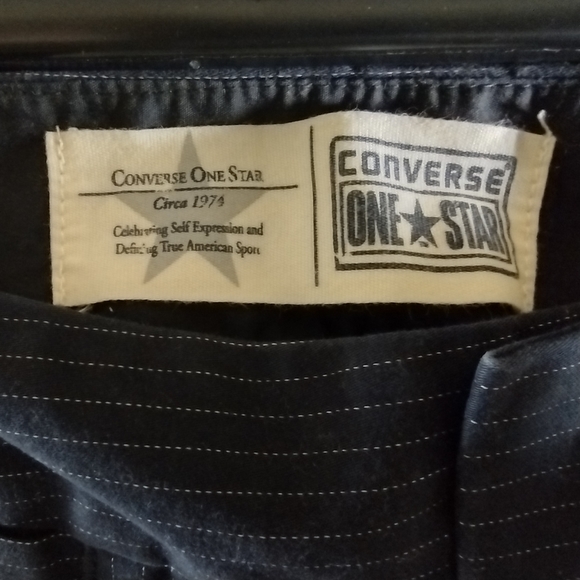 CONVERSE ONE STAR
Circa 1974
Celebrating Self Expression and
Defining True American Sport
CONVERSE
ONE★STAR